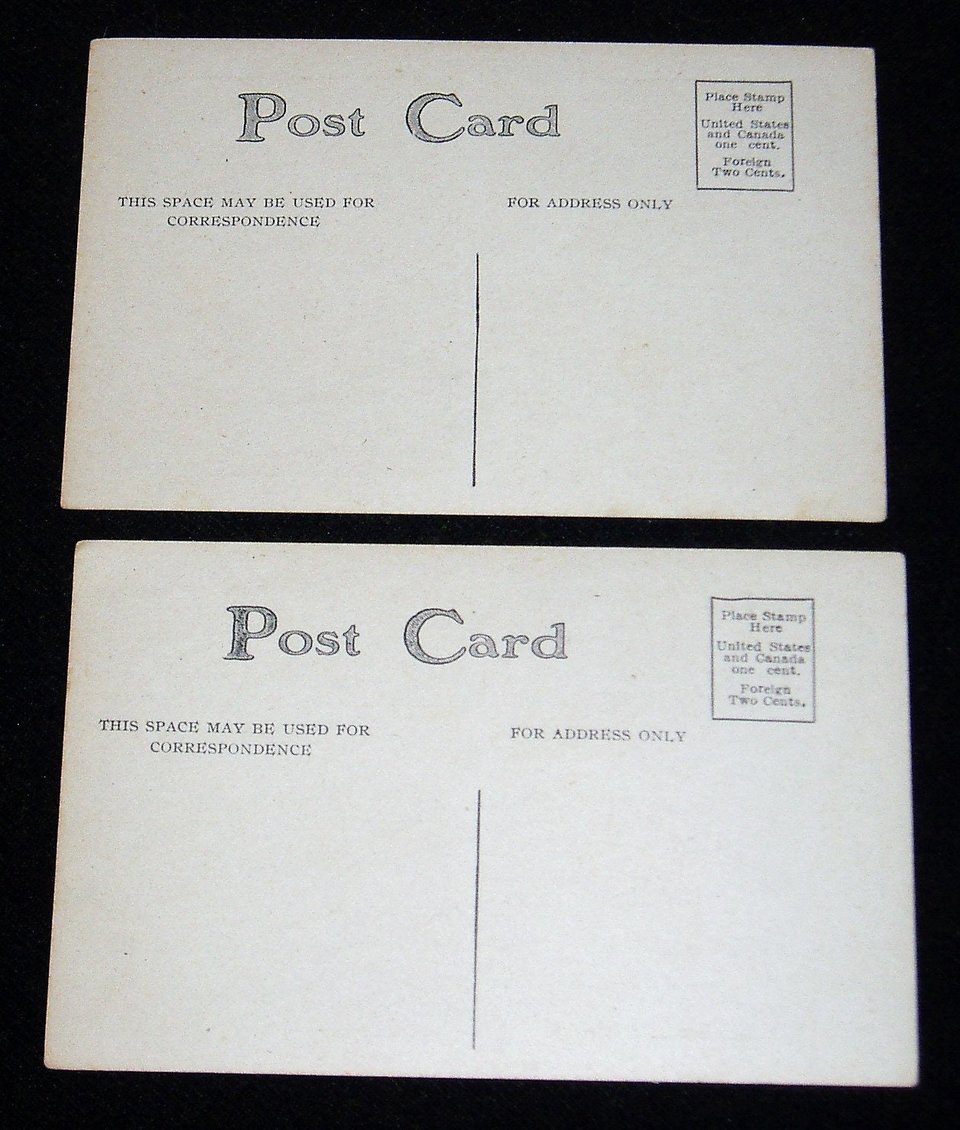 Post Card
Place Stamp
Here
United States
and Canada
one cent.
Foreign
Two Cents.
THIS SPACE MAY BE USED FOR
CORRESPONDENCE
FOR ADDRESS ONLY
Post Card
Place Stamp
Here
United States
and Canada
one cent.
Foreign
Two Cents.
THIS SPACE MAY BE USED FOR
CORRESPONDENCE
FOR ADDRESS ONLY